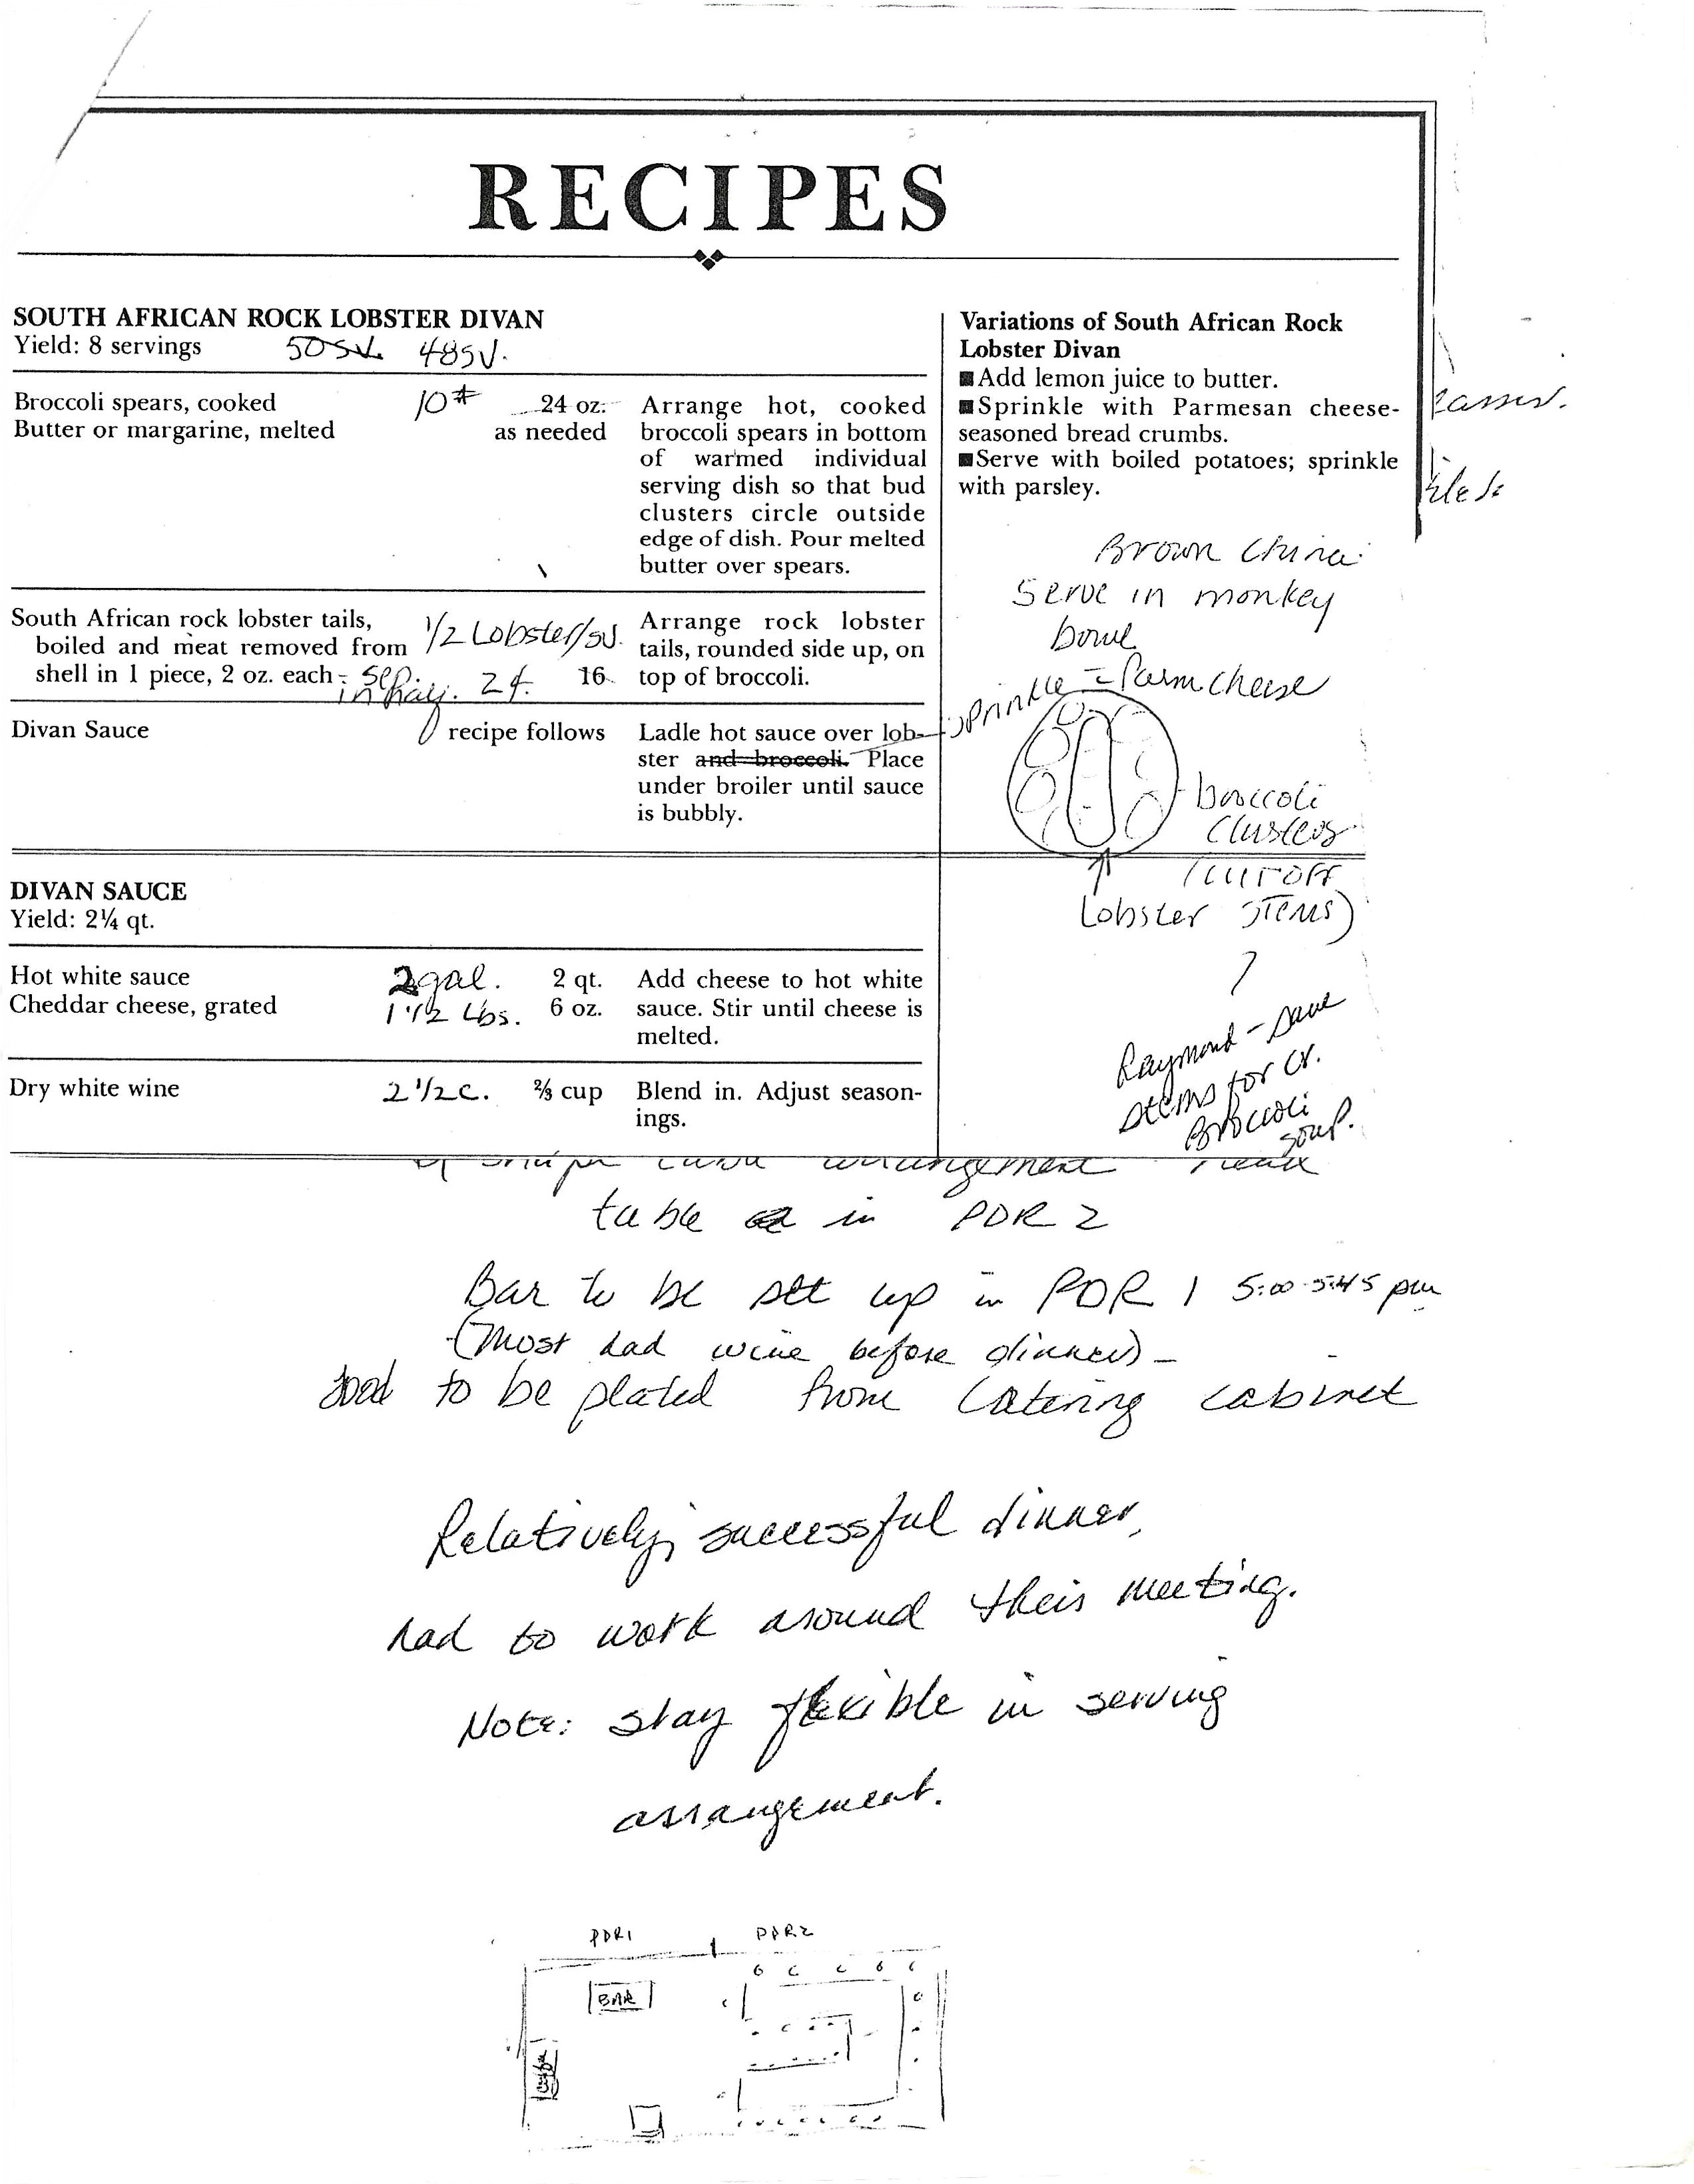 RECIPES
SOUTH AFRICAN ROCK LOBSTER DIVAN
Yield: 8 servings 50 sv. 48 sv.
Broccoli spears, cooked 10# 24 oz.
Butter or margarine, melted as needed
Arrange hot, cooked
broccoli spears in bottom
of warmed individual
serving dish so that bud
clusters circle outside
edge of dish. Pour melted
butter over spears.
South African rock lobster tails,
boiled and meat removed from
shell in 1 piece, 2 oz. each 16
1/2 Lobster/sv.
sep.
in half. 24.
Arrange rock lobster
tails, rounded side up, on
top of broccoli.
Divan Sauce recipe follows
Ladle hot sauce over lob-
ster and broccoli. Place
under broiler until sauce
is bubbly.
DIVAN SAUCE
Yield: 2¼ qt.
Hot white sauce 2 gal. 2 qt.
Cheddar cheese, grated 1 1/2 Lbs. 6 oz.
Add cheese to hot white
sauce. Stir until cheese is
melted.
Dry white wine 2 1/2 c. ⅔ cup
Blend in. Adjust season-
ings.
Variations of South African Rock
Lobster Divan
■Add lemon juice to butter.
■Sprinkle with Parmesan cheese-
seasoned bread crumbs.
■Serve with boiled potatoes; sprinkle
with parsley.
Brown China
Serve in monkey
bowl
sprinkle Parm. cheese
broccoli
clusters
(cut off
stems)
Lobster
Raymond - save
stems for cr.
Broccoli
soup.
arrangement
table in PDR 2
Bar to be set up in PDR 1 5:00-5:45 pm
(Most had wine before dinner) -
food to be plated from Catering cabinet
Relatively successful dinner,
had to work around their meeting.
Note: stay flexible in serving
arrangement.
PDR1 PDR2
BAR